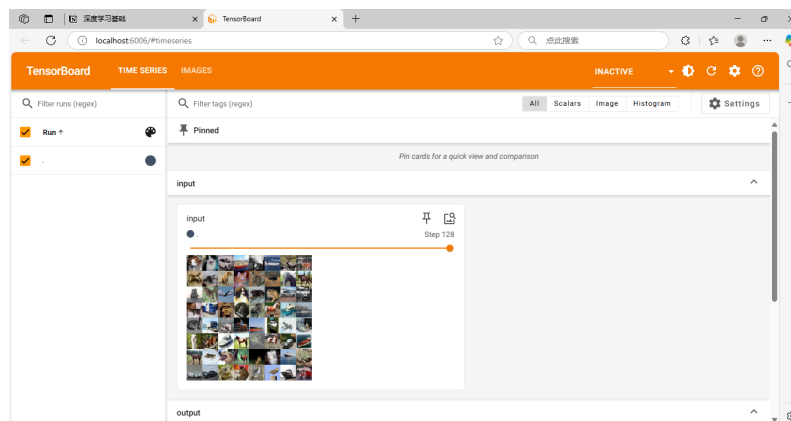 深度学习基础
TensorBoard
localhost:6006/#timeseries
点此搜索
TensorBoard TIME SERIES IMAGES INACTIVE
Filter runs (regex)
Filter tags (regex)
All Scalars Image Histogram
Settings
Run
Pinned
.
Pin cards for a quick view and comparison
input
input
.
Step 128
output